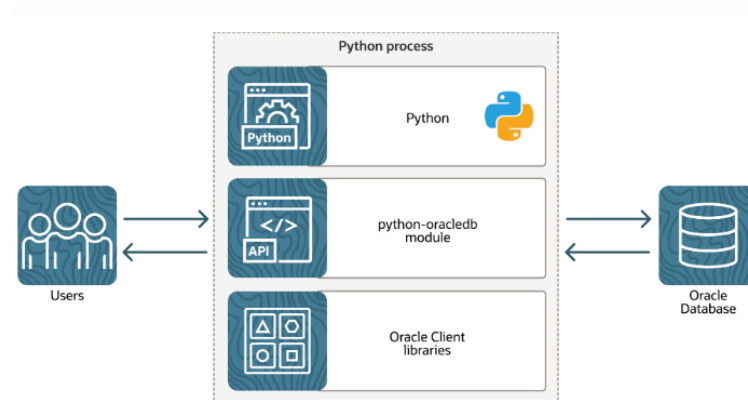 Python process
Python
Python
python-oracledb
module
</>
API
Users
Oracle
Database
Oracle Client
libraries